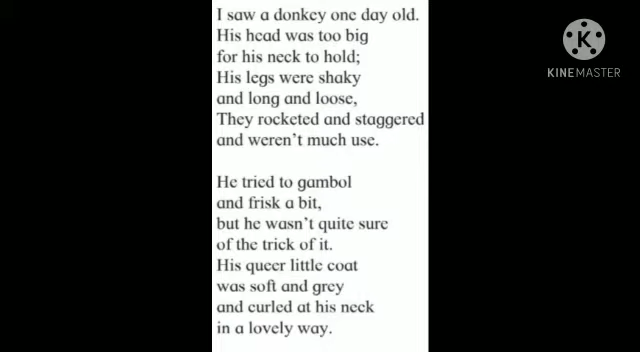 I saw a donkey one day old.
His head was too big
for his neck to hold;
His legs were shaky
and long and loose,
They rocketed and staggered
and weren't much use.
He tried to gambol
and frisk a bit,
but he wasn't quite sure
of the trick of it.
His queer little coat
was soft and grey
and curled at his neck
in a lovely way.
K
KINEMASTER